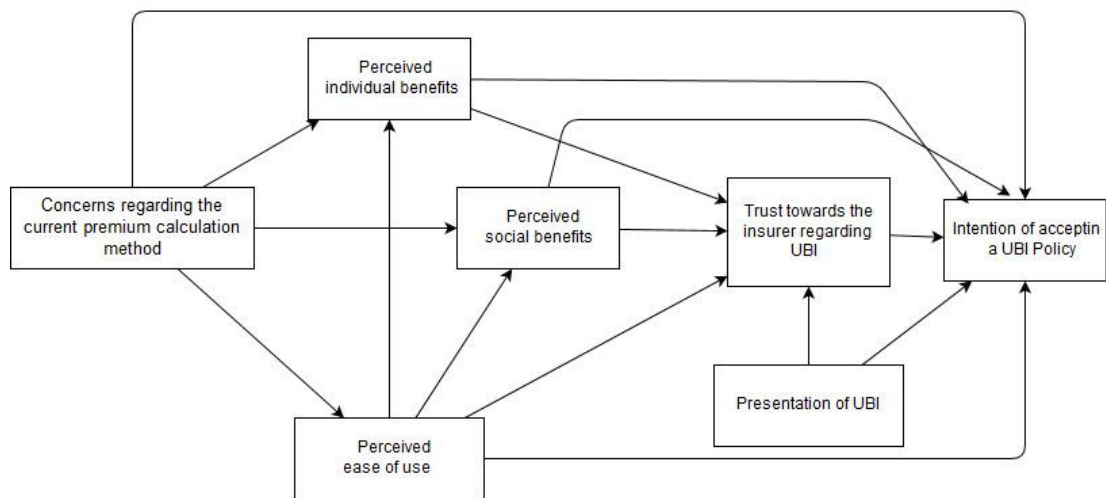 Perceived
individual benefits
Concerns regarding the
current premium calculation
method
Perceived
social benefits
Trust towards the
insurer regarding
UBI
Intention of acceptin
a UBI Policy
Presentation of UBI
Perceived
ease of use